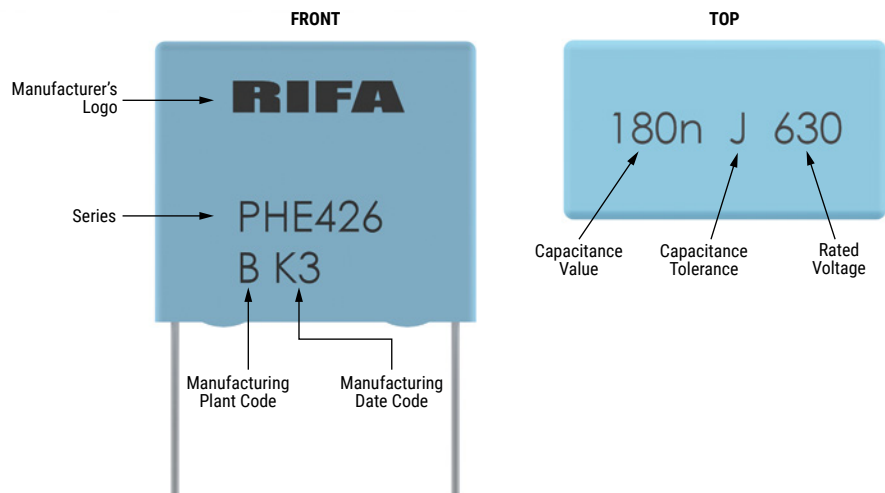 FRONT
Manufacturer's
Logo
RIFA
Series
PHE426
B K3
Manufacturing
Plant Code
Manufacturing
Date Code
TOP
180n J 630
Capacitance
Value
Capacitance
Tolerance
Rated
Voltage